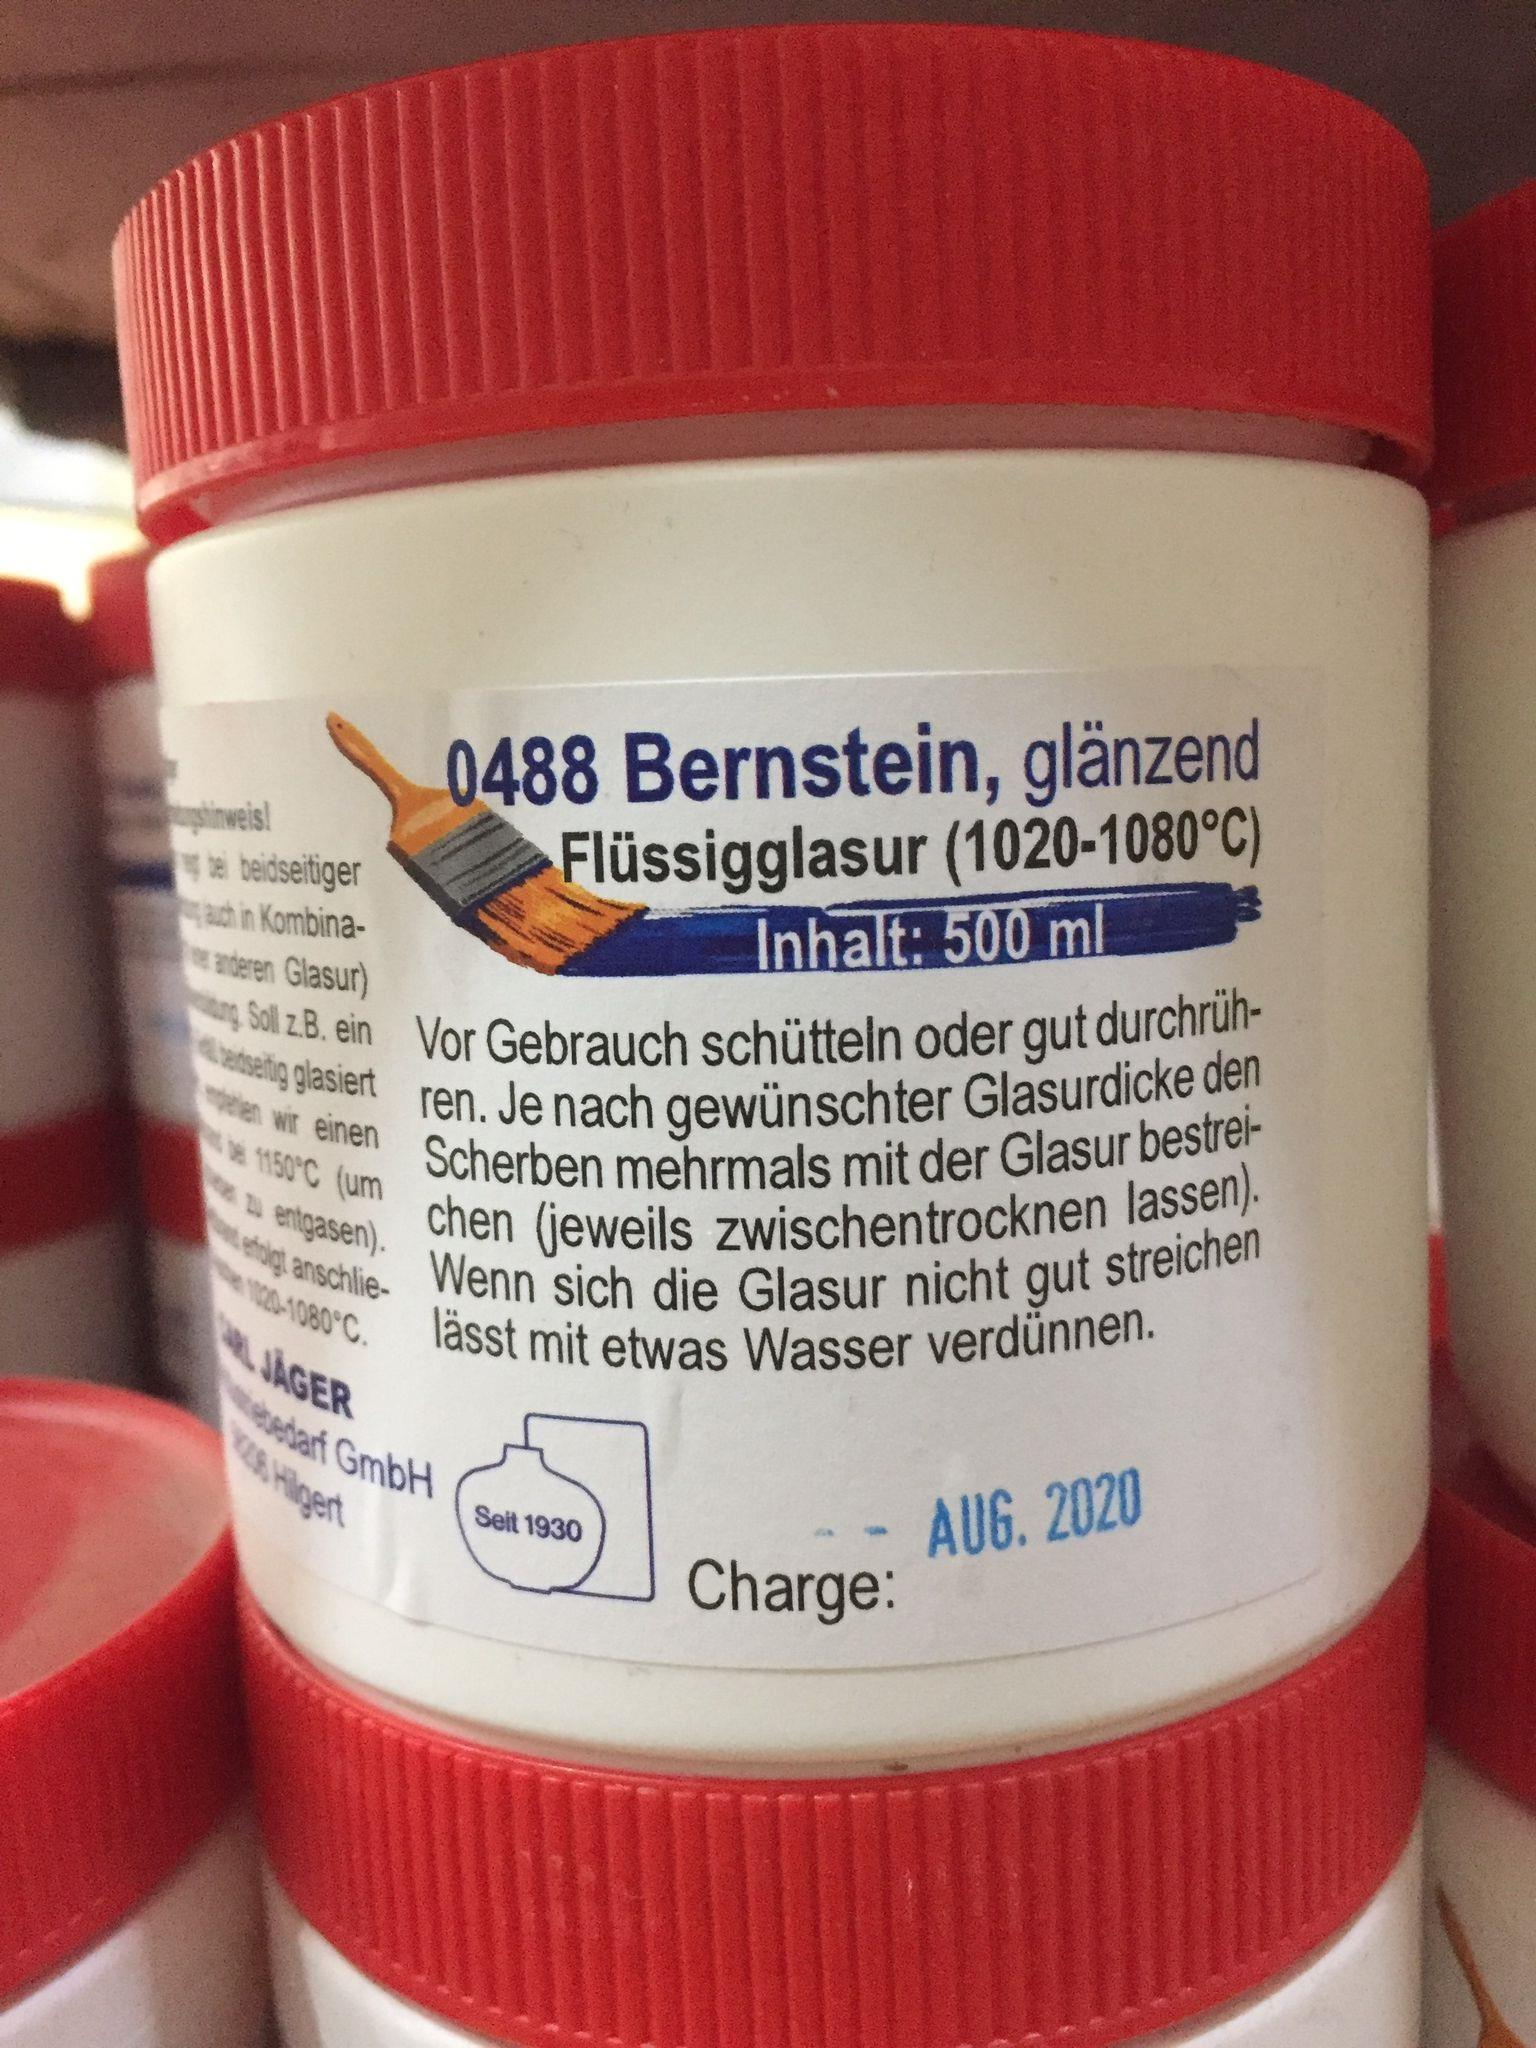 0488 Bernstein, glänzend
Flüssigglasur (1020-1080°C)
Inhalt: 500 ml
Vor Gebrauch schütteln oder gut durchrüh-
ren. Je nach gewünschter Glasurdicke den
Scherben mehrmals mit der Glasur bestrei-
chen (jeweils zwischentrocknen lassen).
Wenn sich die Glasur nicht gut streichen
lässt mit etwas Wasser verdünnen.
Seit 1930
AUG. 2020
Charge:
bei beidseitiger
auch in Kombina-
anderen Glasur)
Soll z.B. ein
beidseitig glasiert
wir einen
bei 1150°C (um
zu entgasen).
erfolgt anschlie-
1020-1080°C.
CARL JÄGER
GmbH
Hilgert